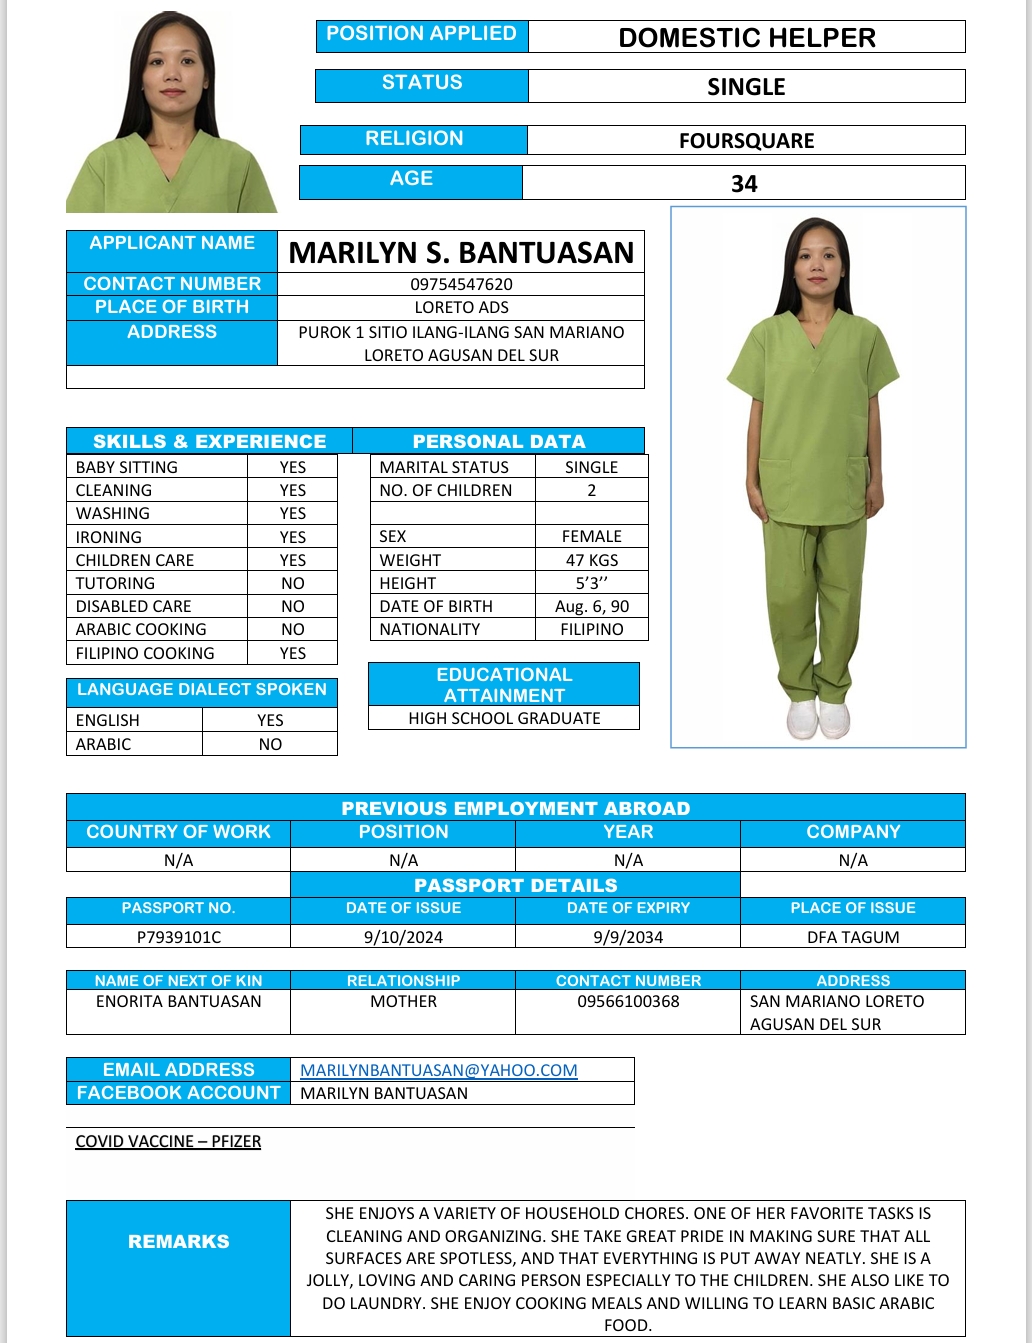 POSITION APPLIED DOMESTIC HELPER
STATUS SINGLE
RELIGION FOURSQUARE
AGE 34
APPLICANT NAME MARILYN S. BANTUASAN
CONTACT NUMBER 09754547620
PLACE OF BIRTH LORETO ADS
ADDRESS PUROK 1 SITIO ILANG-ILANG SAN MARIANO
LORETO AGUSAN DEL SUR
SKILLS & EXPERIENCE PERSONAL DATA
BABY SITTING YES MARITAL STATUS SINGLE
CLEANING YES NO. OF CHILDREN 2
WASHING YES
IRONING YES SEX FEMALE
CHILDREN CARE YES WEIGHT 47 KGS
TUTORING NO HEIGHT 5’3’’
DISABLED CARE NO DATE OF BIRTH Aug. 6, 90
ARABIC COOKING NO NATIONALITY FILIPINO
FILIPINO COOKING YES
LANGUAGE DIALECT SPOKEN
ENGLISH YES
ARABIC NO
EDUCATIONAL
ATTAINMENT
HIGH SCHOOL GRADUATE
PREVIOUS EMPLOYMENT ABROAD
COUNTRY OF WORK POSITION YEAR COMPANY
N/A N/A N/A N/A
PASSPORT DETAILS
PASSPORT NO. DATE OF ISSUE DATE OF EXPIRY PLACE OF ISSUE
P7939101C 9/10/2024 9/9/2034 DFA TAGUM
NAME OF NEXT OF KIN RELATIONSHIP CONTACT NUMBER ADDRESS
ENORITA BANTUASAN MOTHER 09566100368 SAN MARIANO LORETO
AGUSAN DEL SUR
EMAIL ADDRESS MARILYNBANTUASAN@YAHOO.COM
FACEBOOK ACCOUNT MARILYN BANTUASAN
COVID VACCINE – PFIZER
REMARKS
SHE ENJOYS A VARIETY OF HOUSEHOLD CHORES. ONE OF HER FAVORITE TASKS IS
CLEANING AND ORGANIZING. SHE TAKE GREAT PRIDE IN MAKING SURE THAT ALL
SURFACES ARE SPOTLESS, AND THAT EVERYTHING IS PUT AWAY NEATLY. SHE IS A
JOLLY, LOVING AND CARING PERSON ESPECIALLY TO THE CHILDREN. SHE ALSO LIKE TO
DO LAUNDRY. SHE ENJOY COOKING MEALS AND WILLING TO LEARN BASIC ARABIC
FOOD.